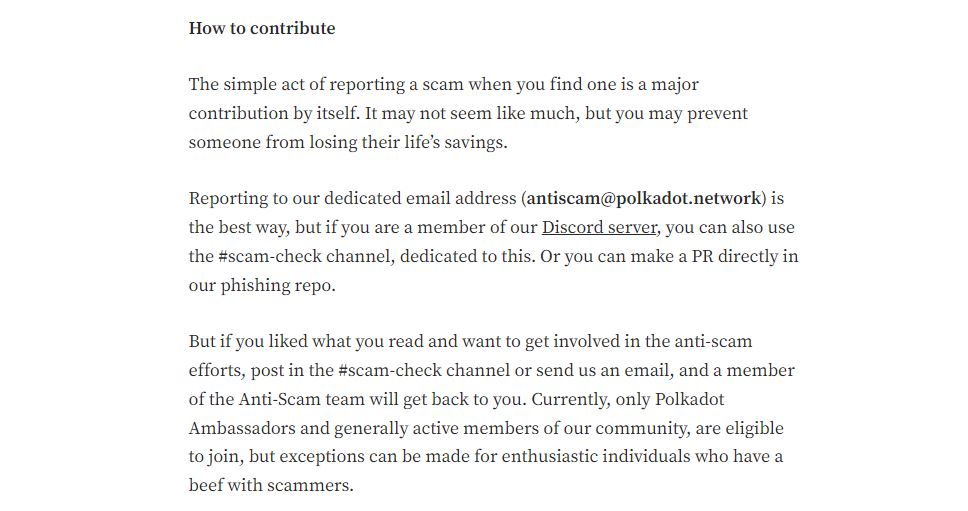 How to contribute
The simple act of reporting a scam when you find one is a major
contribution by itself. It may not seem like much, but you may prevent
someone from losing their life’s savings.
Reporting to our dedicated email address (antiscam@polkadot.network) is
the best way, but if you are a member of our Discord server, you can also use
the #scam-check channel, dedicated to this. Or you can make a PR directly in
our phishing repo.
But if you liked what you read and want to get involved in the anti-scam
efforts, post in the #scam-check channel or send us an email, and a member
of the Anti-Scam team will get back to you. Currently, only Polkadot
Ambassadors and generally active members of our community, are eligible
to join, but exceptions can be made for enthusiastic individuals who have a
beef with scammers.